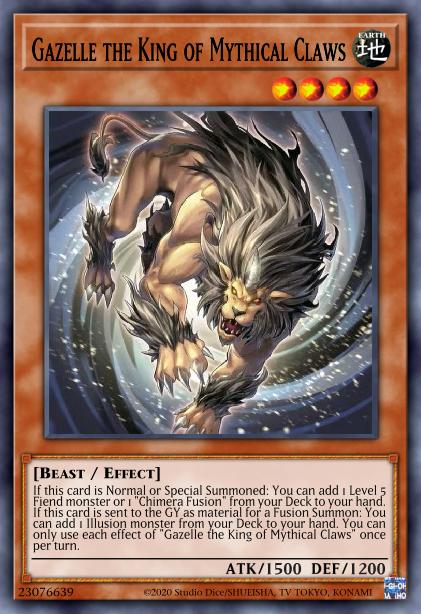 Gazelle the King of Mythical Claws
EARTH
地
[Beast / Effect]
If this card is Normal or Special Summoned: You can add 1 Level 5
Fiend monster or 1 "Chimera Fusion" from your Deck to your hand.
If this card is sent to the GY as material for a Fusion Summon: You
can add 1 Illusion monster from your Deck to your hand. You can
only use each effect of "Gazelle the King of Mythical Claws" once
per turn.
ATK/1500 DEF/1200
23076639
©2020 Studio Dice/SHUEISHA, TV TOKYO, KONAMI